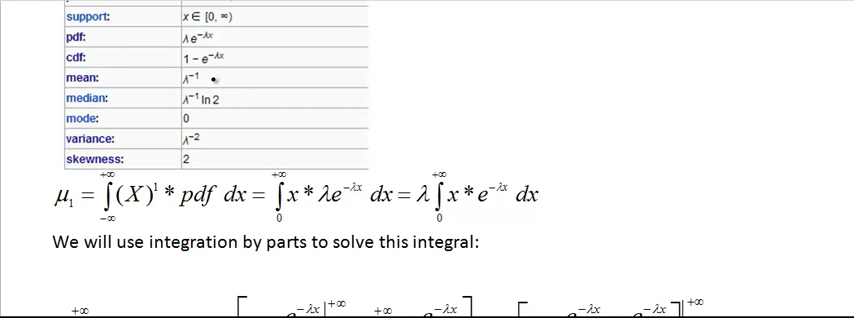 support: x ∈ [0, ∞)
pdf: λe^−λx
cdf: 1 − e^−λx
mean: λ^−1
median: λ^−1 ln 2
mode: 0
variance: λ^−2
skewness: 2
μ₁ = ∫_{−∞}^{+∞} (X)^1 * pdf dx = ∫_0^{+∞} x * λe^{−λx} dx = λ ∫_0^{+∞} x * e^{−λx} dx
We will use integration by parts to solve this integral: